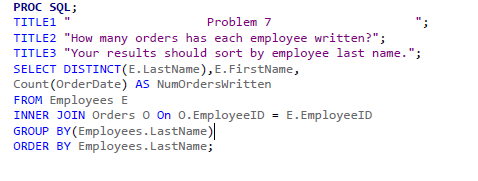 PROC SQL;
TITLE1 "                    Problem 7                     ";
TITLE2 "How many orders has each employee written?";
TITLE3 "Your results should sort by employee last name.";
SELECT DISTINCT(E.LastName),E.FirstName,
Count(OrderDate) AS NumOrdersWritten
FROM Employees E
INNER JOIN Orders O On O.EmployeeID = E.EmployeeID
GROUP BY(Employees.LastName)
ORDER BY Employees.LastName;